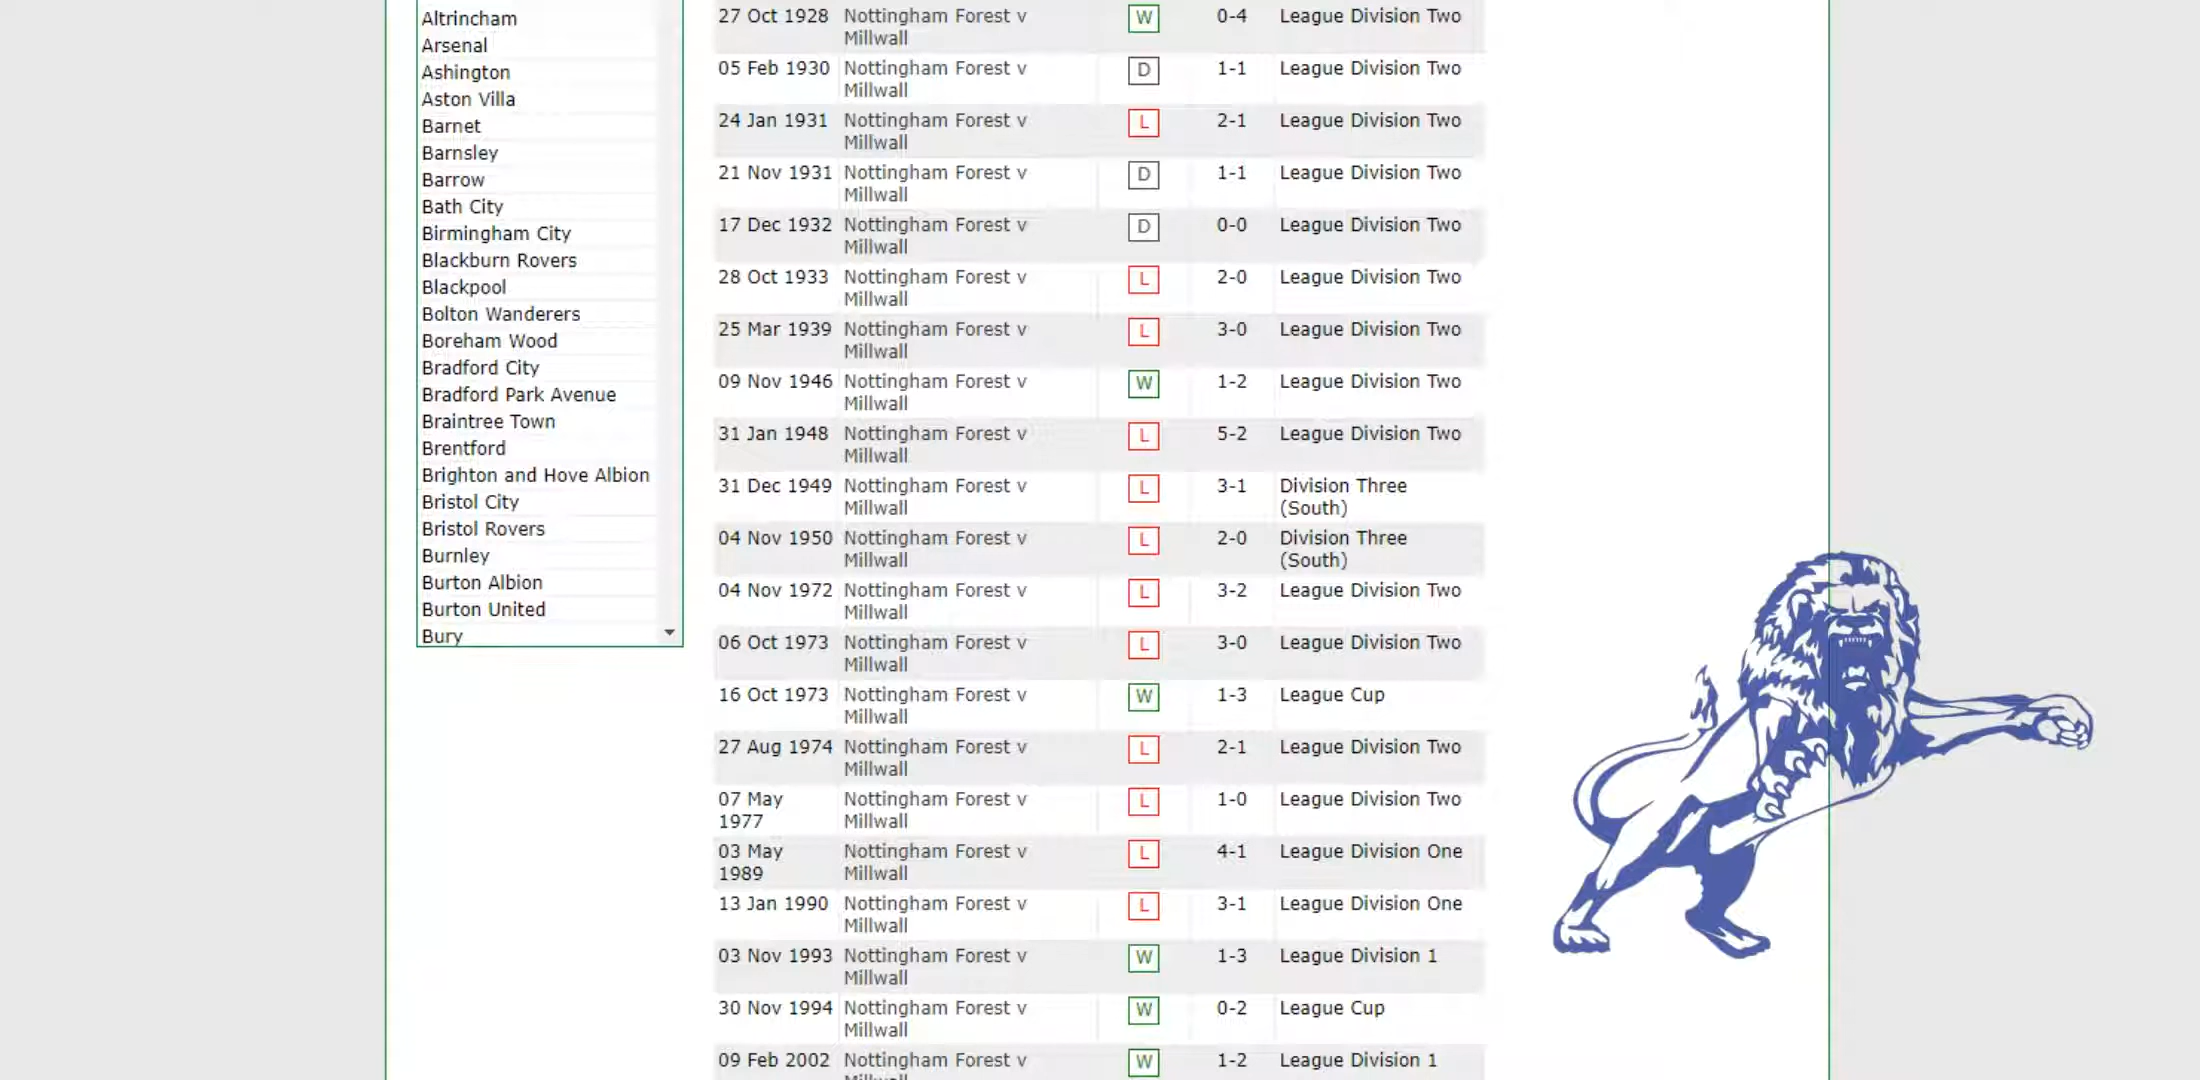 Altrincham
Arsenal
Ashington
Aston Villa
Barnet
Barnsley
Barrow
Bath City
Birmingham City
Blackburn Rovers
Blackpool
Bolton Wanderers
Boreham Wood
Bradford City
Bradford Park Avenue
Braintree Town
Brentford
Brighton and Hove Albion
Bristol City
Bristol Rovers
Burnley
Burton Albion
Burton United
Bury
27 Oct 1928 Nottingham Forest v W 0-4 League Division Two
Millwall
05 Feb 1930 Nottingham Forest v D 1-1 League Division Two
Millwall
24 Jan 1931 Nottingham Forest v L 2-1 League Division Two
Millwall
21 Nov 1931 Nottingham Forest v D 1-1 League Division Two
Millwall
17 Dec 1932 Nottingham Forest v D 0-0 League Division Two
Millwall
28 Oct 1933 Nottingham Forest v L 2-0 League Division Two
Millwall
25 Mar 1939 Nottingham Forest v L 3-0 League Division Two
Millwall
09 Nov 1946 Nottingham Forest v W 1-2 League Division Two
Millwall
31 Jan 1948 Nottingham Forest v L 5-2 League Division Two
Millwall
31 Dec 1949 Nottingham Forest v L 3-1 Division Three
Millwall (South)
04 Nov 1950 Nottingham Forest v L 2-0 Division Three
Millwall (South)
04 Nov 1972 Nottingham Forest v L 3-2 League Division Two
Millwall
06 Oct 1973 Nottingham Forest v L 3-0 League Division Two
Millwall
16 Oct 1973 Nottingham Forest v W 1-3 League Cup
Millwall
27 Aug 1974 Nottingham Forest v L 2-1 League Division Two
Millwall
07 May Nottingham Forest v L 1-0 League Division Two
1977 Millwall
03 May Nottingham Forest v L 4-1 League Division One
1989 Millwall
13 Jan 1990 Nottingham Forest v L 3-1 League Division One
Millwall
03 Nov 1993 Nottingham Forest v W 1-3 League Division 1
Millwall
30 Nov 1994 Nottingham Forest v W 0-2 League Cup
Millwall
09 Feb 2002 Nottingham Forest v W 1-2 League Division 1